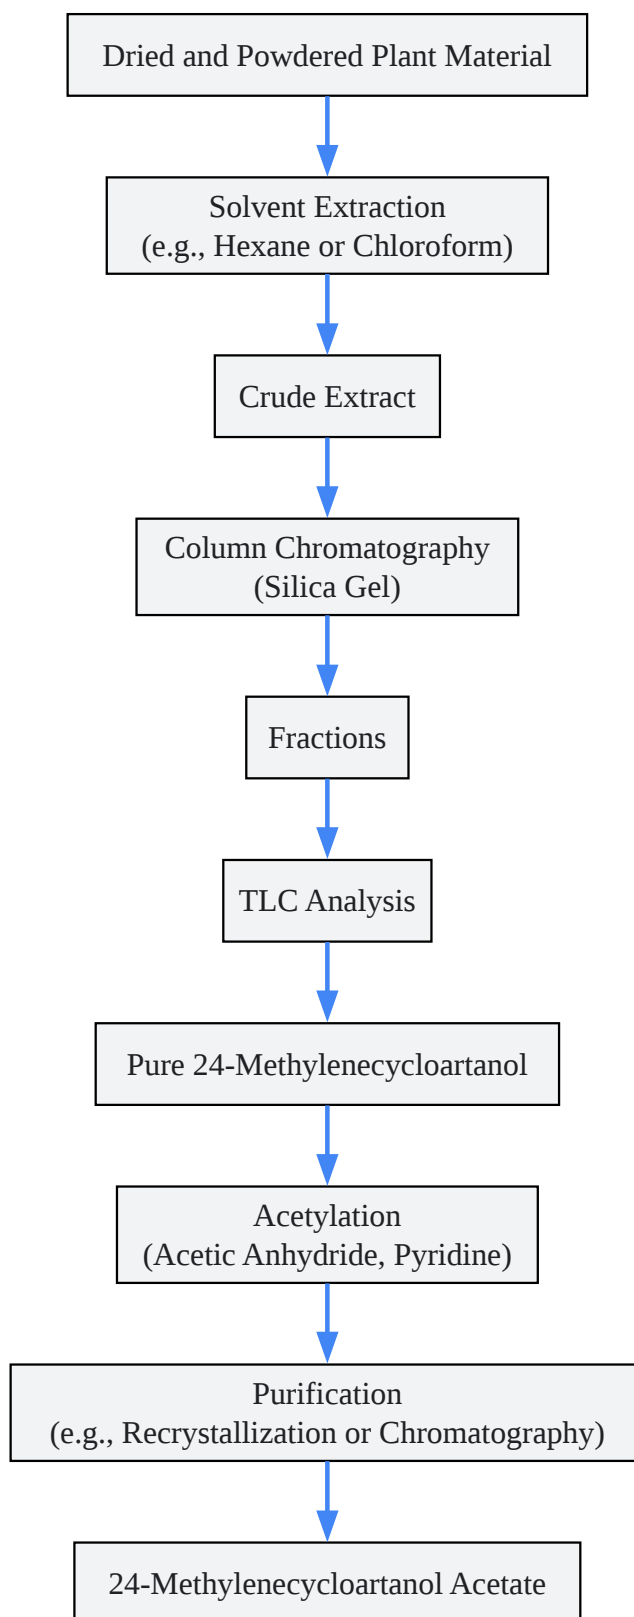 Dried and Powdered Plant Material
Solvent Extraction
(e.g., Hexane or Chloroform)
Crude Extract
Column Chromatography
(Silica Gel)
Fractions
TLC Analysis
Pure 24-Methylenecycloartanol
Acetylation
(Acetic Anhydride, Pyridine)
Purification
(e.g., Recrystallization or Chromatography)
24-Methylenecycloartanol Acetate